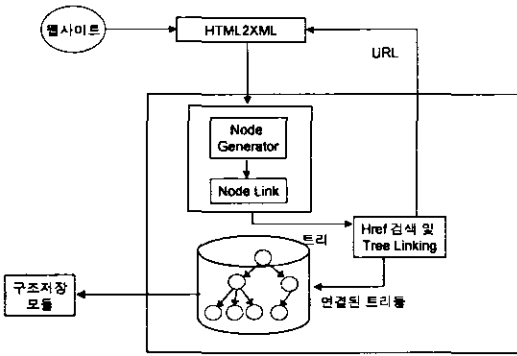 웹사이트
HTML2XML
URL
Node
Generator
Node Link
트리
Href 검색 및
Tree Linking
구조저장
모듈
연결된 트리들